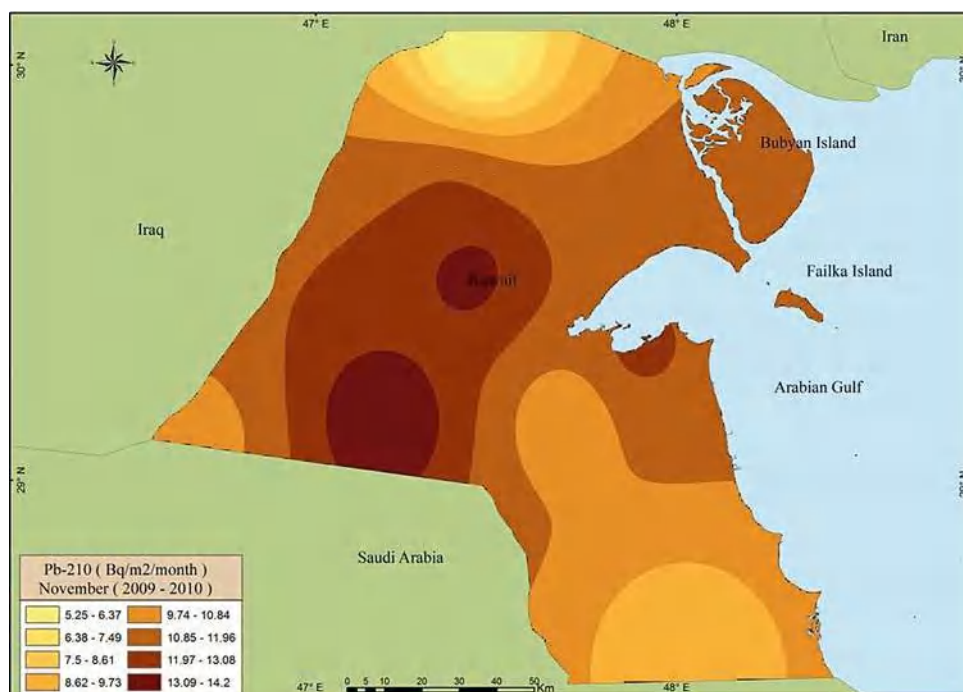 47° E
48° E
Iran
30° N
30° N
Bubyan Island
Iraq
Failka Island
Kuwait
Arabian Gulf
29° N
29° N
Saudi Arabia
Pb-210 ( Bq/m2/month )
November ( 2009 - 2010 )
5.25 - 6.37
9.74 - 10.84
6.38 - 7.49
10.85 - 11.96
7.5 - 8.61
11.97 - 13.08
8.62 - 9.73
13.09 - 14.2
47° E
0 5 10 20 30 40 50
Km
48° E